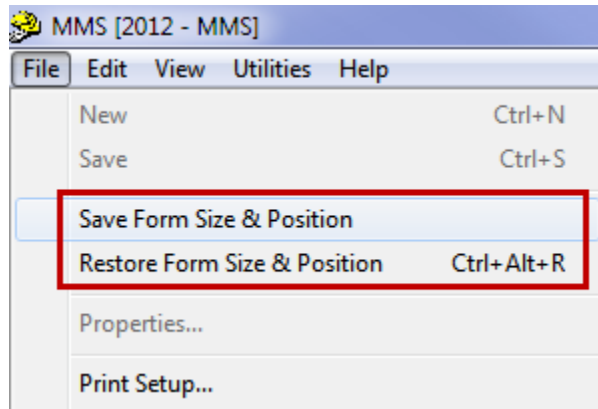 MMS [2012 - MMS]
File Edit View Utilities Help
New Ctrl+N
Save Ctrl+S
Save Form Size & Position
Restore Form Size & Position Ctrl+Alt+R
Properties...
Print Setup...